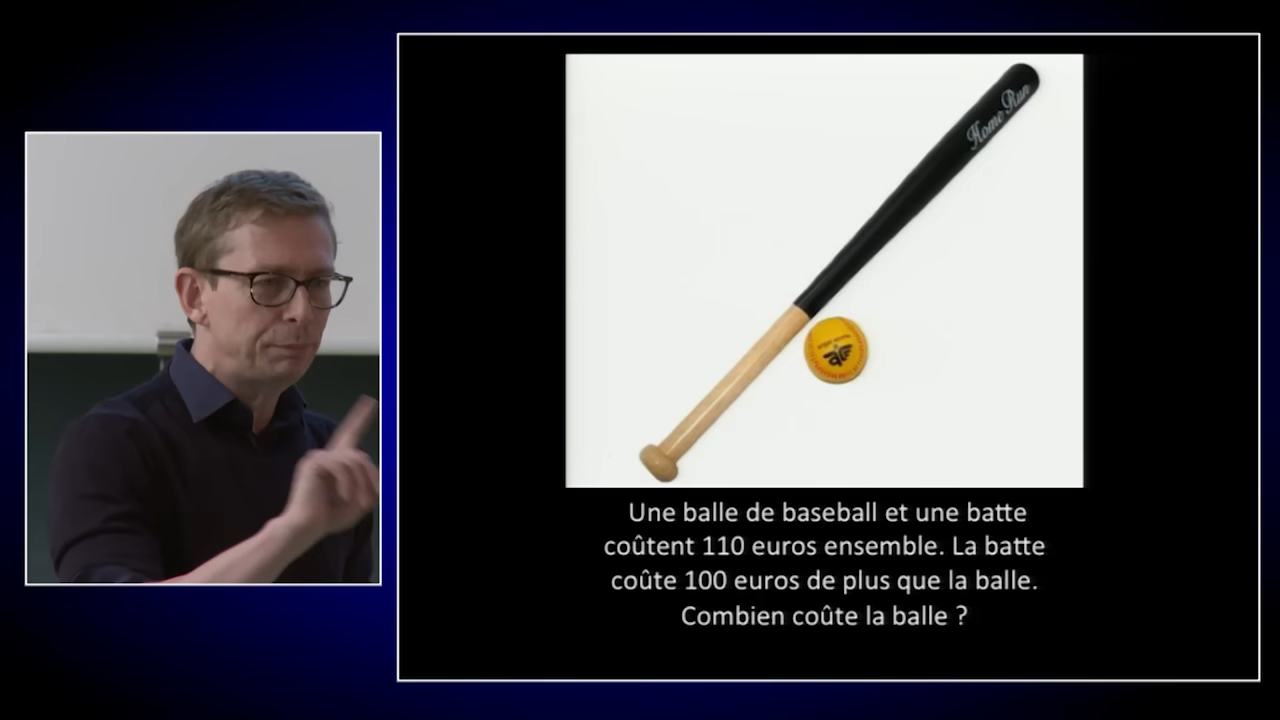 Home Run
Une balle de baseball et une batte
coûtent 110 euros ensemble. La batte
coûte 100 euros de plus que la balle.
Combien coûte la balle ?